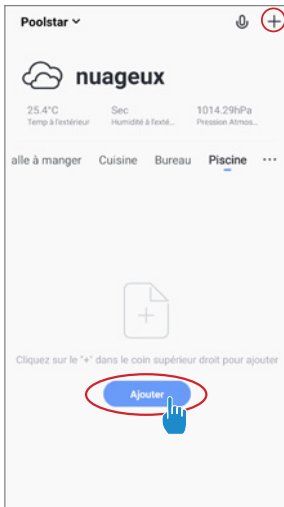 Poolstar
nuageux
25.4°C Sec 1014.29hPa
Temp à l'extérieur Humidité à l'exté... Pression Atmos...
alle à manger Cuisine Bureau Piscine ...
Cliquez sur le "+" dans le coin supérieur droit pour ajouter
Ajouter